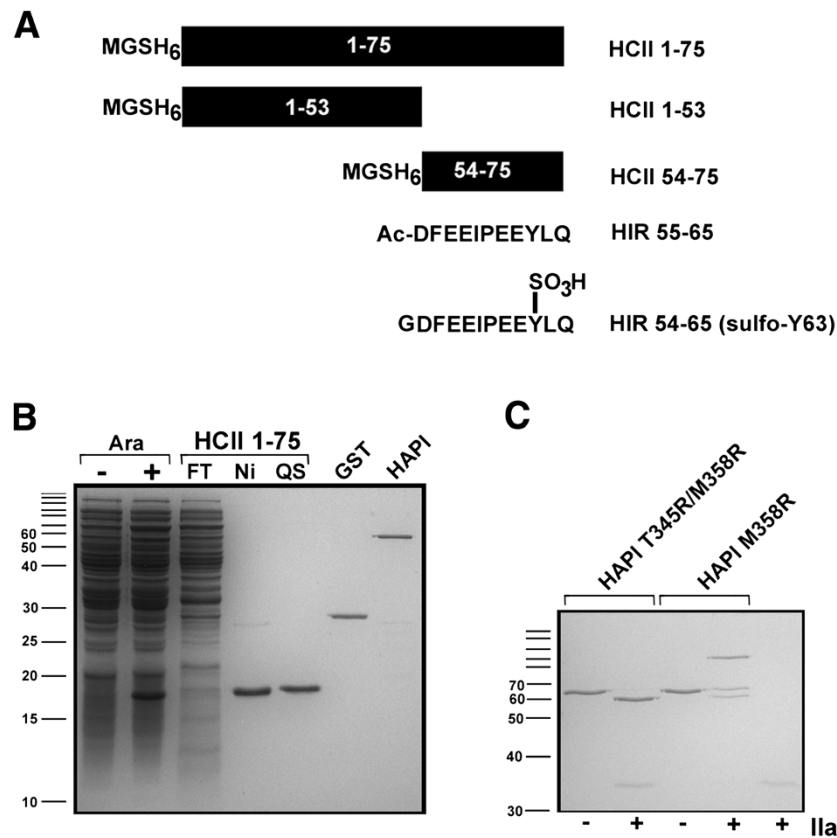 A
MGSH6 1-75 HCII 1-75
MGSH6 1-53 HCII 1-53
MGSH6 54-75 HCII 54-75
Ac-DFEEIPEEYLQ HIR 55-65
SO3H
GDFEEIPEEYLQ HIR 54-65 (sulfo-Y63)
B
Ara HCII 1-75 GST HAPI
- + FT Ni QS
60
50
40
30
25
20
15
10
C
HAPI T345R/M358R HAPI M358R
70
60
50
40
30
- + - + + IIa